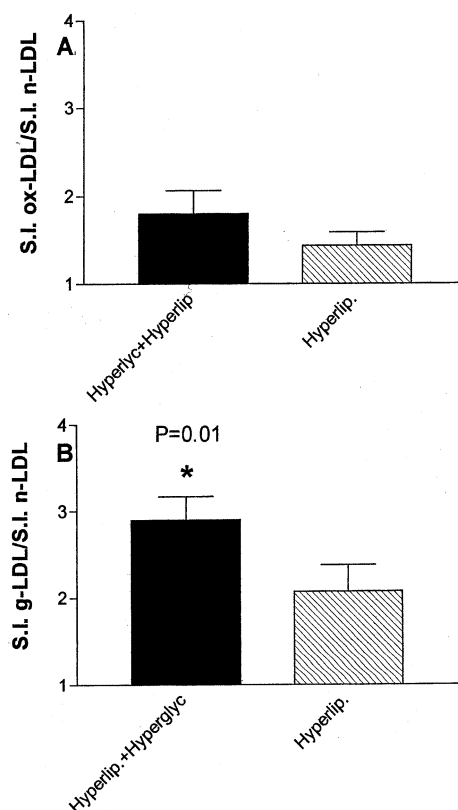 A
S.I. ox-LDL/S.I. n-LDL
4
3
2
1
Hyperlyc+Hyperlip
Hyperlip.
B
S.I. g-LDL/S.I. n-LDL
P=0.01
*
4
3
2
1
Hyperlip.+Hyperglyc
Hyperlip.